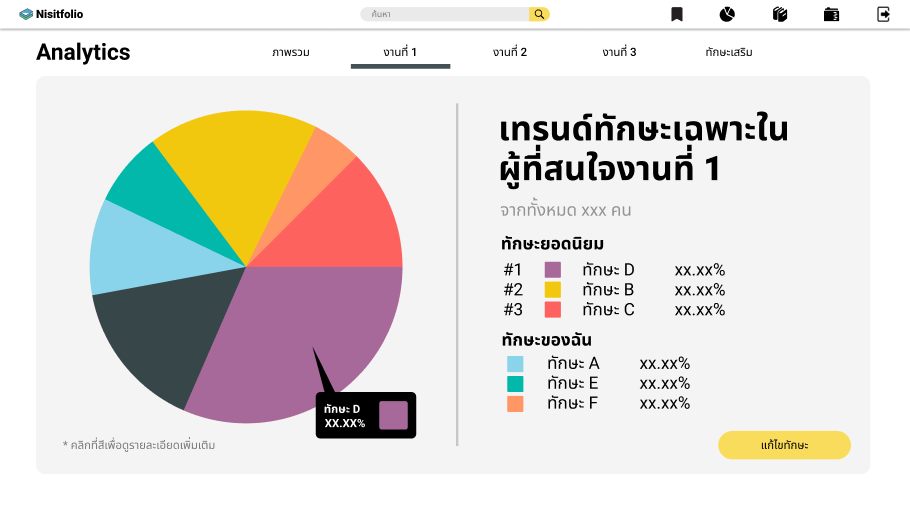 Nisitfolio
ค้นหา
Analytics
ภาพรวม
งานที่ 1
งานที่ 2
งานที่ 3
ทักษะเสริม
เทรนด์ทักษะเฉพาะใน
ผู้ที่สนใจงานที่ 1
จากทั้งหมด xxx คน
ทักษะยอดนิยม
#1 ทักษะ D xx.xx%
#2 ทักษะ B xx.xx%
#3 ทักษะ C xx.xx%
ทักษะของฉัน
ทักษะ A xx.xx%
ทักษะ E xx.xx%
ทักษะ F xx.xx%
ทักษะ D
XX.XX%
* คลิกที่สีเพื่อดูรายละเอียดเพิ่มเติม
แก้ไขทักษะ